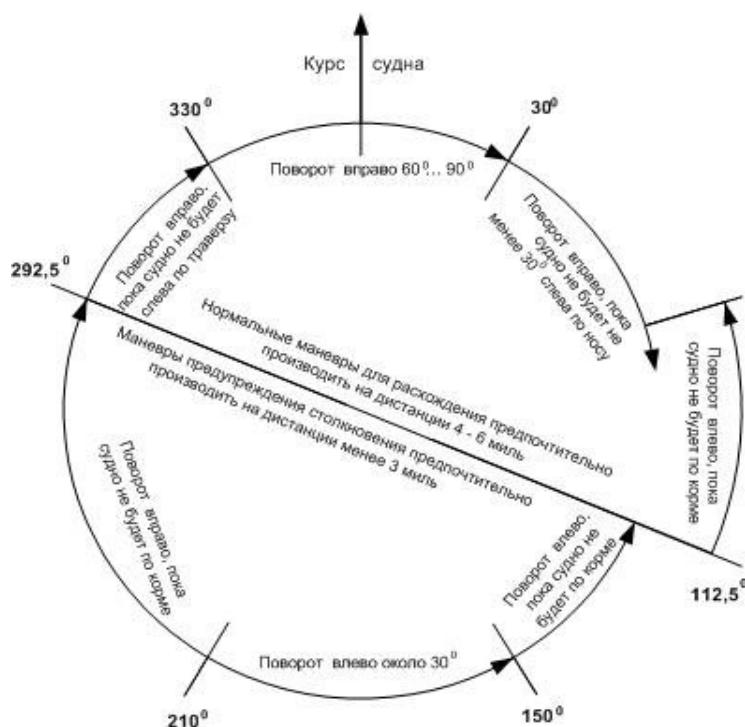 Курс судна
330⁰
30⁰
Поворот вправо 60⁰... 90⁰
Поворот вправо,
пока судно не будет
слева по траверзу
Поворот вправо, пока
судно не будет не
менее 30⁰ слева по носу
292,5⁰
Нормальные маневры для расхождения предпочтительно
производить на дистанции 4 - 6 миль
Маневры предупреждения столкновения предпочтительно
производить на дистанции менее 3 миль
Поворот влево, пока
судно не будет по корме
Поворот вправо, пока
судно не будет по корме
Поворот влево,
пока судно не
будет по корме
112,5⁰
Поворот влево около 30⁰
210⁰
150⁰